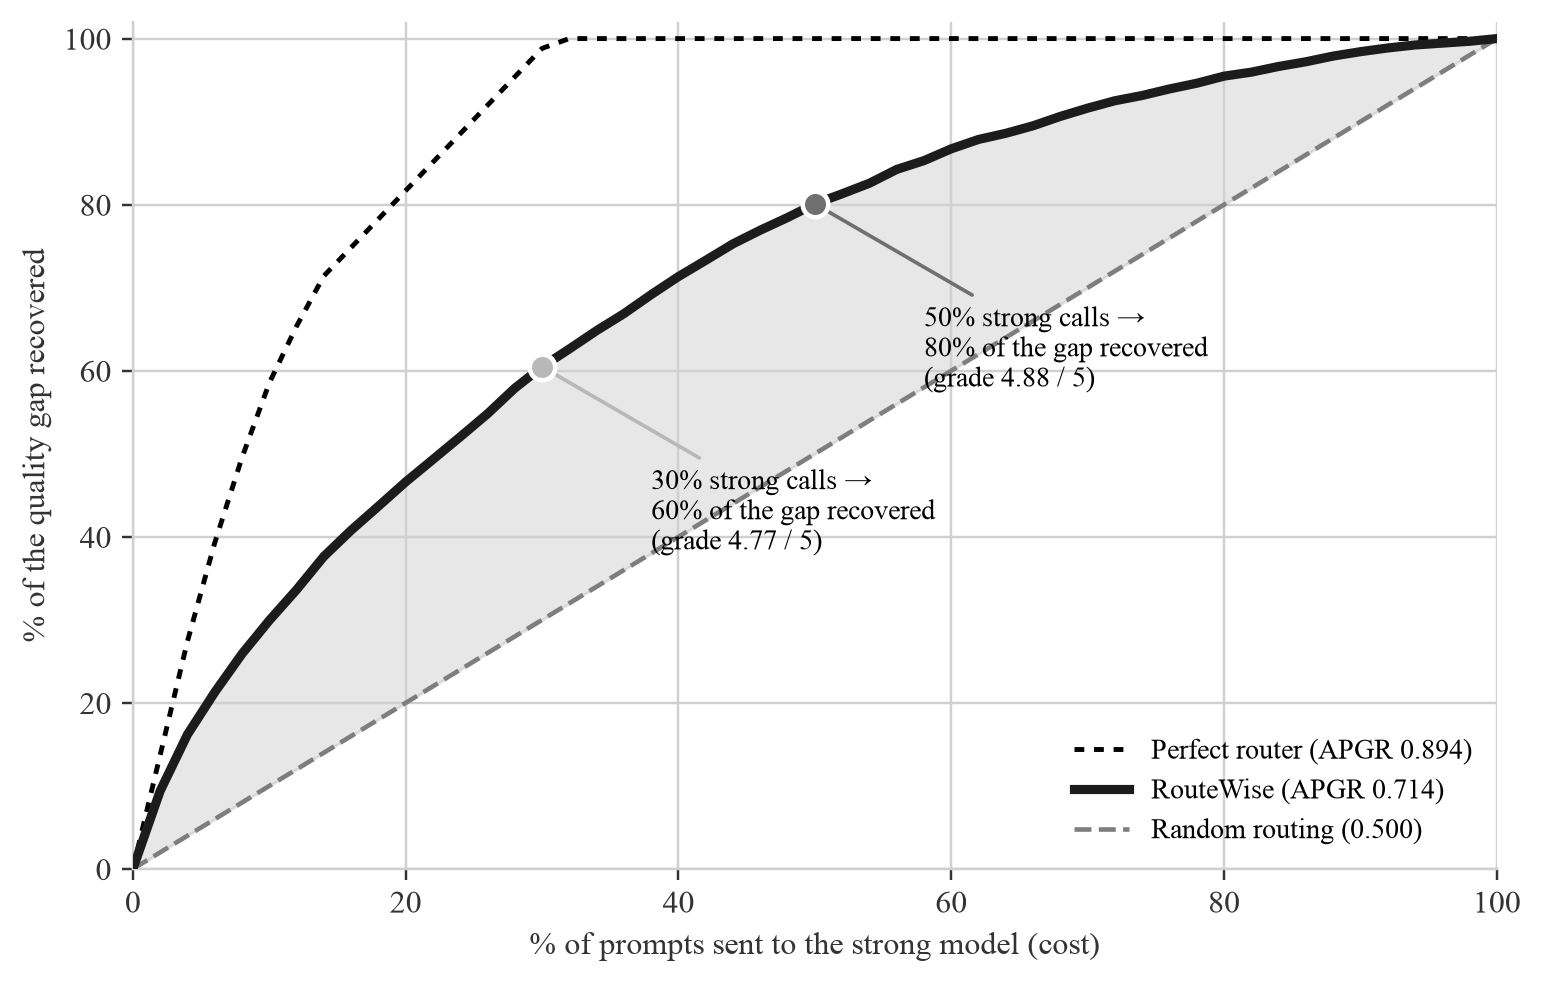 100
80
60
40
20
0
0 20 40 60 80 100
% of the quality gap recovered
% of prompts sent to the strong model (cost)
50% strong calls →
80% of the gap recovered
(grade 4.88 / 5)
30% strong calls →
60% of the gap recovered
(grade 4.77 / 5)
Perfect router (APGR 0.894)
RouteWise (APGR 0.714)
Random routing (0.500)